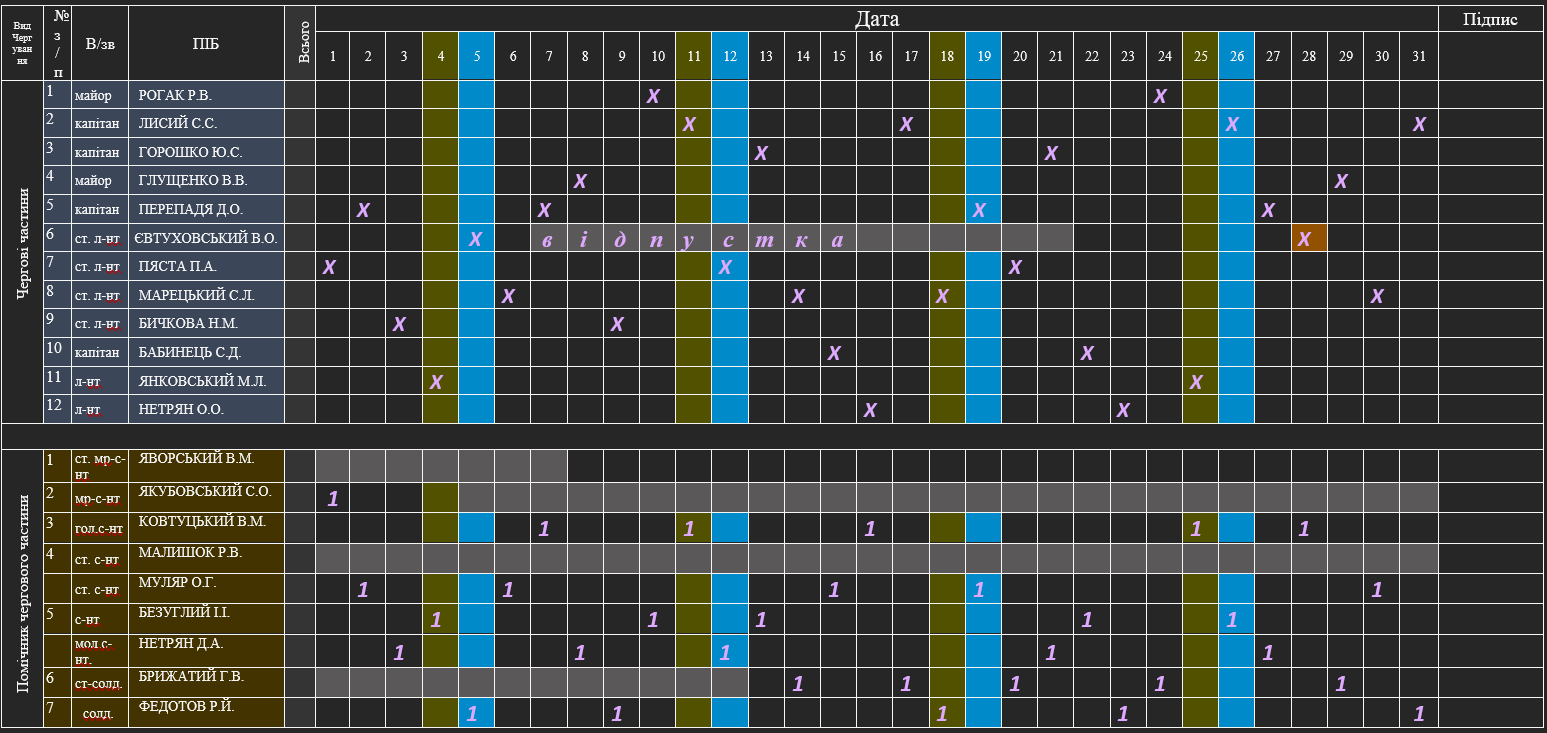 Вид Черг уван ня № з / п В/зв ПІБ Всього Дата Підпис
1 2 3 4 5 6 7 8 9 10 11 12 13 14 15 16 17 18 19 20 21 22 23 24 25 26 27 28 29 30 31
Чергові частини
1 майор РОГАК Р.В. X X
2 капітан ЛИСИЙ С.С. X X X X
3 капітан ГОРОШКО Ю.С. X X
4 майор ГЛУЩЕНКО В.В. X X
5 капітан ПЕРЕПАДЯ Д.О. X X X X
6 ст. л-нт ЄВТУХОВСЬКИЙ В.О. X в і д п у с т к а X
7 ст. л-нт ПЯСТА П.А. X X X
8 ст. л-нт МАРЕЦЬКИЙ С.Л. X X X X
9 ст. л-нт БИЧКОВА Н.М. X X
10 капітан БАБИНЕЦЬ С.Д. X X
11 л-нт ЯНКОВСЬКИЙ М.Л. X X
12 л-нт НЕТРЯН О.О. X X
Помічник чергового частини
1 ст. мр-с-нт ЯВОРСЬКИЙ В.М.
2 мр-с-нт ЯКУБОВСЬКИЙ С.О. 1
3 гол.с-нт КОВТУЦЬКИЙ В.М. 1 1 1 1 1
4 ст. с-нт МАЛИШОК Р.В.
ст. с-нт МУЛЯР О.Г. 1 1 1 1 1
5 с-нт БЕЗУГЛИЙ І.І. 1 1 1 1 1
мол.с-нт. НЕТРЯН Д.А. 1 1 1 1 1
6 ст-солд. БРИЖАТИЙ Г.В. 1 1 1 1 1
7 солд. ФЕДОТОВ Р.Й. 1 1 1 1 1